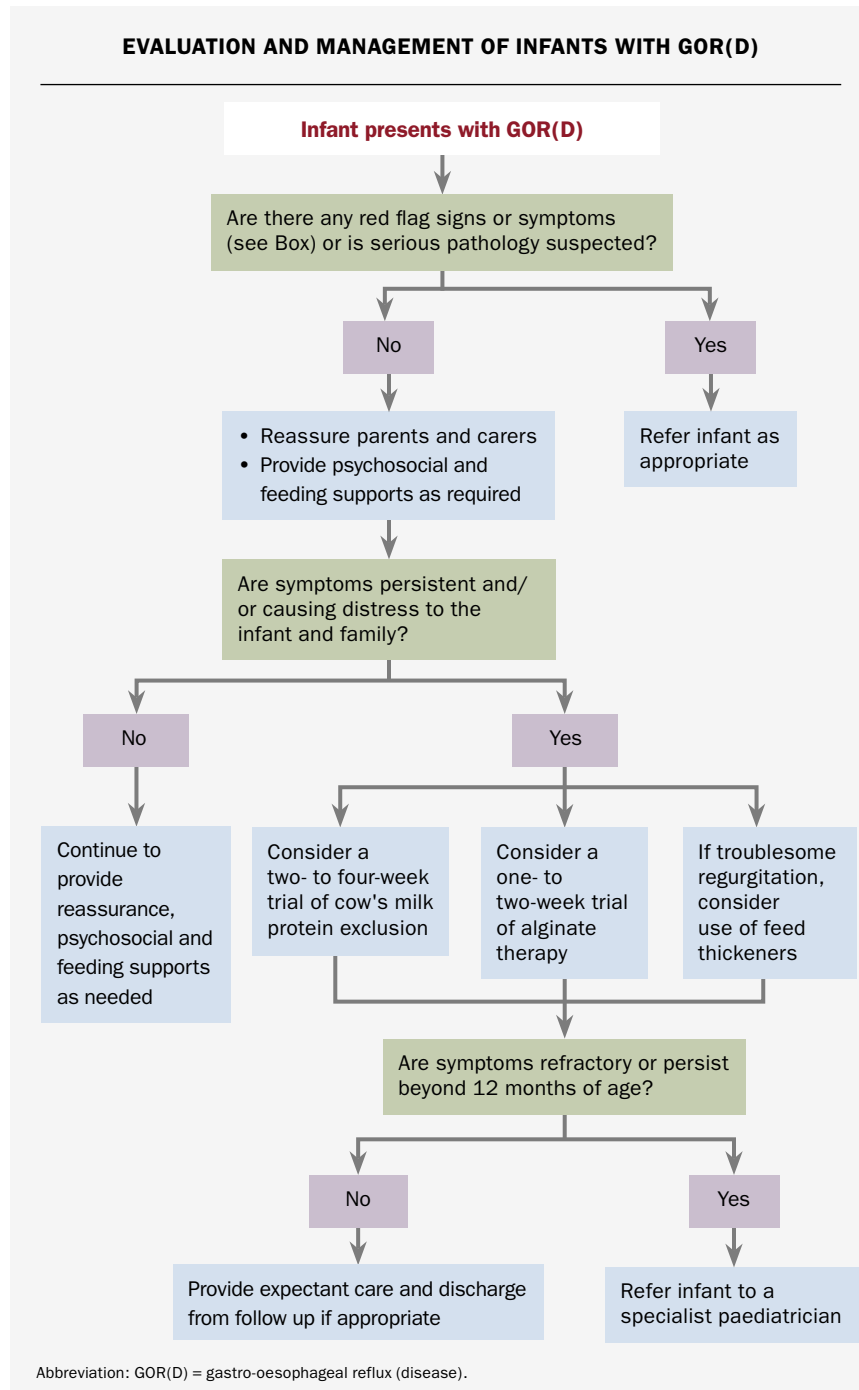 EVALUATION AND MANAGEMENT OF INFANTS WITH GOR(D)
Infant presents with GOR(D)
Are there any red flag signs or symptoms
(see Box) or is serious pathology suspected?
No
Yes
• Reassure parents and carers
• Provide psychosocial and
feeding supports as required
Refer infant as
appropriate
Are symptoms persistent and/
or causing distress to the
infant and family?
No
Yes
Continue to
provide
reassurance,
psychosocial and
feeding supports
as needed
Consider a
two- to four-week
trial of cow's milk
protein exclusion
Consider a
one- to
two-week trial
of alginate
therapy
If troublesome
regurgitation,
consider
use of feed
thickeners
Are symptoms refractory or persist
beyond 12 months of age?
No
Yes
Provide expectant care and discharge
from follow up if appropriate
Refer infant to a
specialist paediatrician
Abbreviation: GOR(D) = gastro-oesophageal reflux (disease).